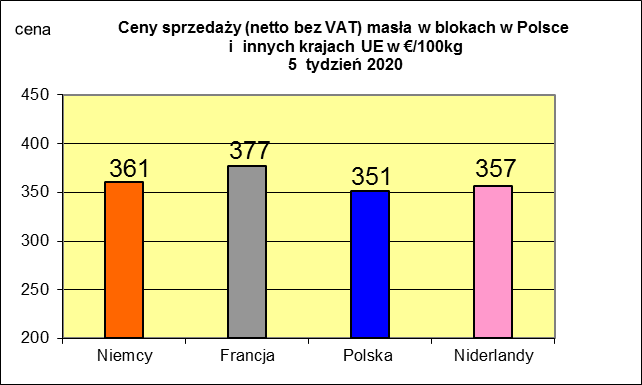 cena
Ceny sprzedaży (netto bez VAT) masła w blokach w Polsce
i innych krajach UE w €/100kg
5 tydzień 2020
450
400
350
300
250
200
361
377
351
357
Niemcy
Francja
Polska
Niderlandy